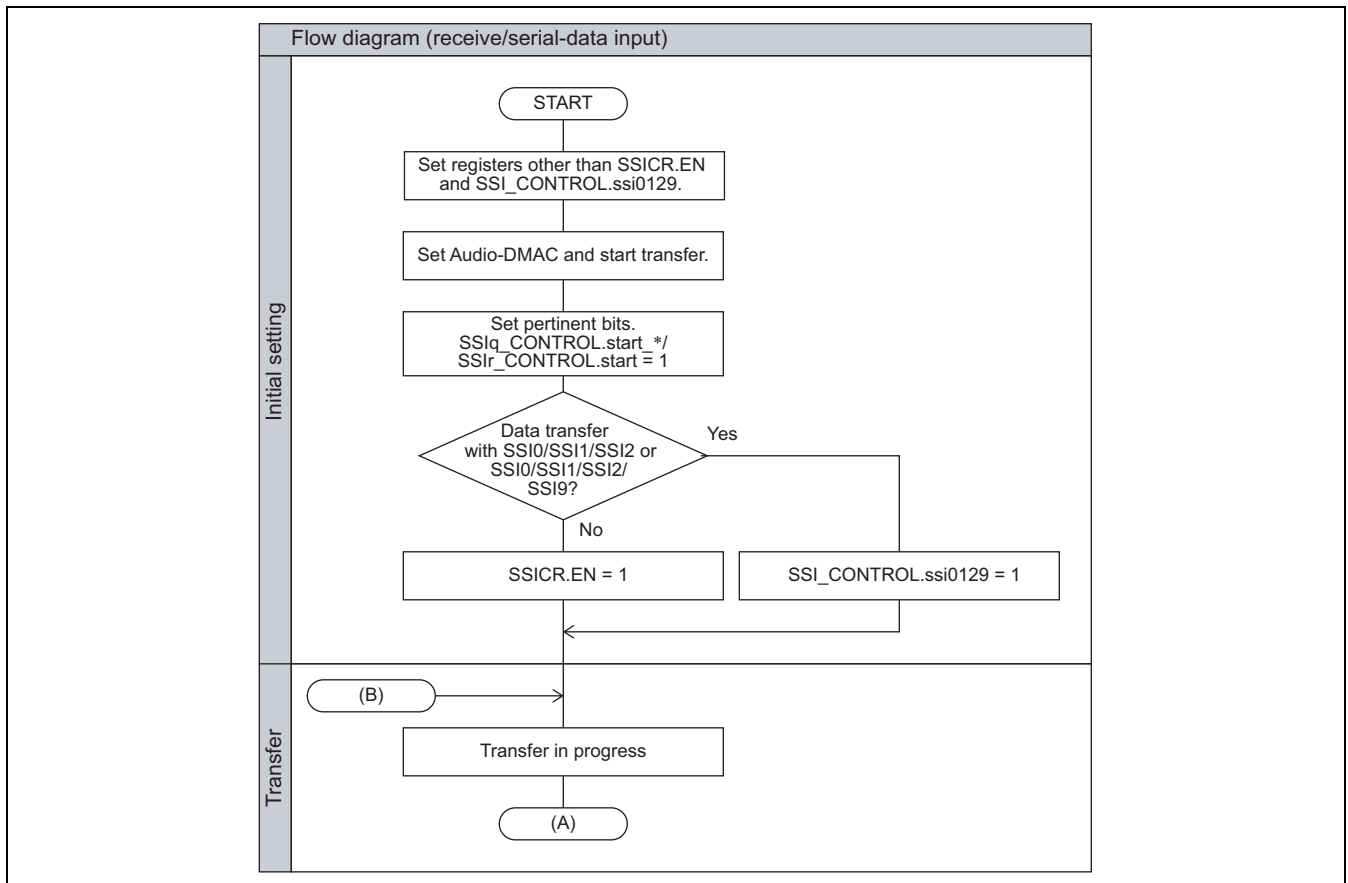 Flow diagram (receive/serial-data input)
Initial setting
START
Set registers other than SSICR.EN
and SSI_CONTROL.ssi0129.
Set Audio-DMAC and start transfer.
Set pertinent bits.
SSIq_CONTROL.start_*/
SSIr_CONTROL.start = 1
Data transfer
with SSI0/SSI1/SSI2 or
SSI0/SSI1/SSI2/
SSI9?
Yes
No
SSICR.EN = 1
SSI_CONTROL.ssi0129 = 1
Transfer
(B)
Transfer in progress
(A)